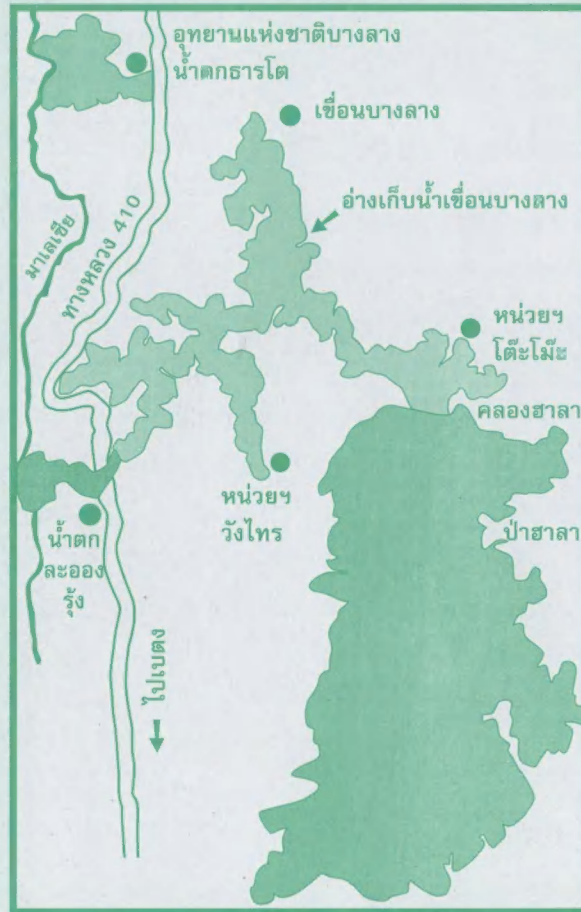 อุทยานแห่งชาติบางลาง
น้ำตกธารโต
เขื่อนบางลาง
อ่างเก็บน้ำเขื่อนบางลาง
มาเลเซีย
ทางหลวง 410
หน่วยฯ
โต๊ะโม๊ะ
คลองฮาลา
หน่วยฯ
วังไทร
ป่าฮาลา
น้ำตก
ละออง
รุ้ง
ไปเบตง